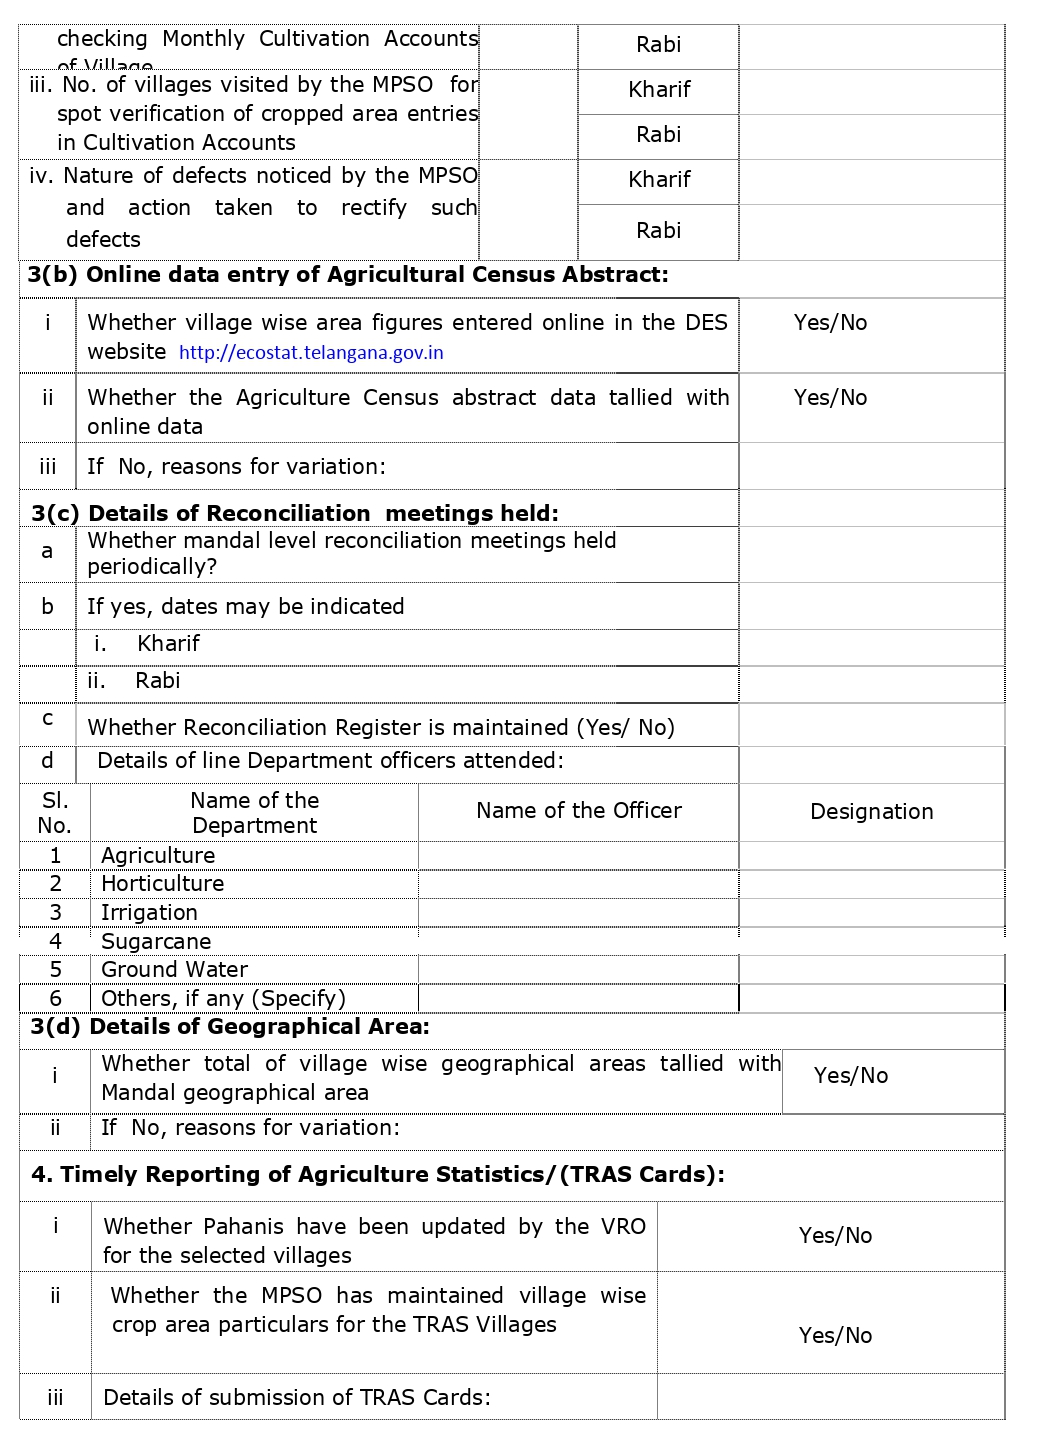 checking Monthly Cultivation Accounts
of Village
Rabi
iii. No. of villages visited by the MPSO for
spot verification of cropped area entries
in Cultivation Accounts
Kharif
Rabi
iv. Nature of defects noticed by the MPSO
and action taken to rectify such
defects
Kharif
Rabi
3(b) Online data entry of Agricultural Census Abstract:
i Whether village wise area figures entered online in the DES Yes/No
website http://ecostat.telangana.gov.in
ii Whether the Agriculture Census abstract data tallied with Yes/No
online data
iii If No, reasons for variation:
3(c) Details of Reconciliation meetings held:
a Whether mandal level reconciliation meetings held
periodically?
b If yes, dates may be indicated
i. Kharif
ii. Rabi
c Whether Reconciliation Register is maintained (Yes/ No)
d Details of line Department officers attended:
Sl. No.
Name of the Department
Name of the Officer
Designation
1 Agriculture
2 Horticulture
3 Irrigation
4 Sugarcane
5 Ground Water
6 Others, if any (Specify)
3(d) Details of Geographical Area:
i Whether total of village wise geographical areas tallied with Yes/No
Mandal geographical area
ii If No, reasons for variation:
4. Timely Reporting of Agriculture Statistics/(TRAS Cards):
i Whether Pahanis have been updated by the VRO Yes/No
for the selected villages
ii Whether the MPSO has maintained village wise
crop area particulars for the TRAS Villages
Yes/No
iii Details of submission of TRAS Cards: